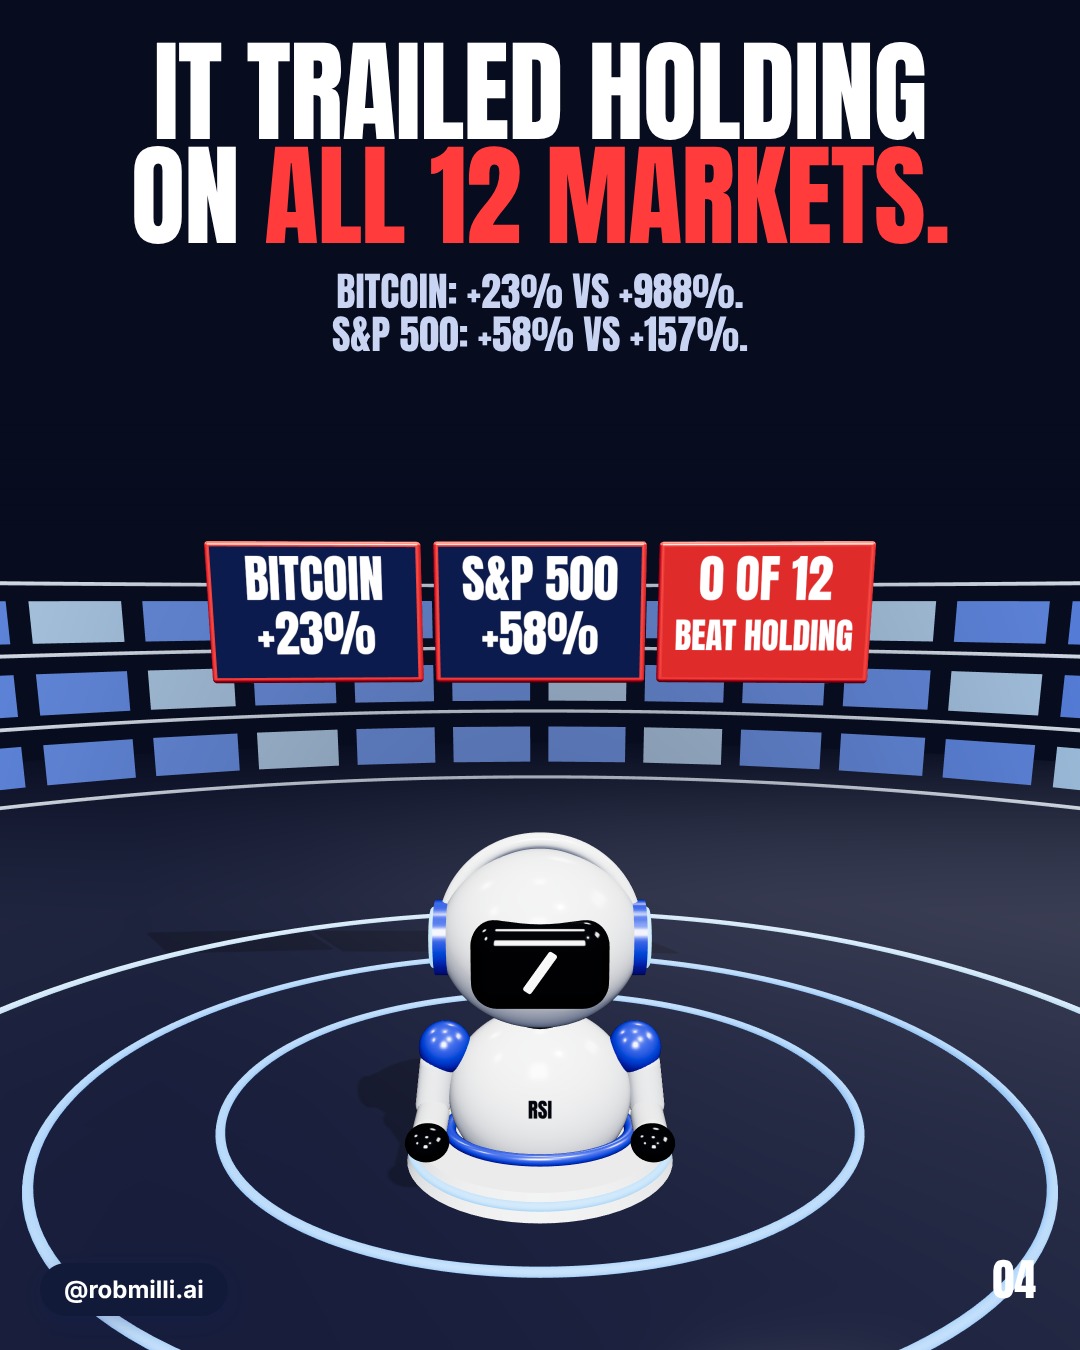 IT TRAILED HOLDING
ON ALL 12 MARKETS.
BITCOIN: +23% VS +988%.
S&P 500: +58% VS +157%.
BITCOIN
+23%
S&P 500
+58%
0 OF 12
BEAT HOLDING
RSI
@robmilli.ai
04